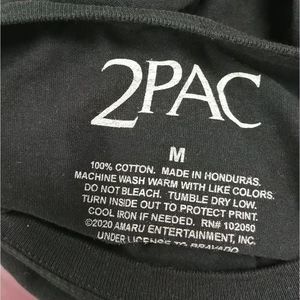 2PAC
M
100% COTTON. MADE IN HONDURAS.
MACHINE WASH WARM WITH LIKE COLORS.
DO NOT BLEACH. TUMBLE DRY LOW.
TURN INSIDE OUT TO PROTECT PRINT.
COOL IRON IF NEEDED. RN# 102050
©2020 AMARU ENTERTAINMENT, INC.
UNDER LICENSE TO BRAVADO